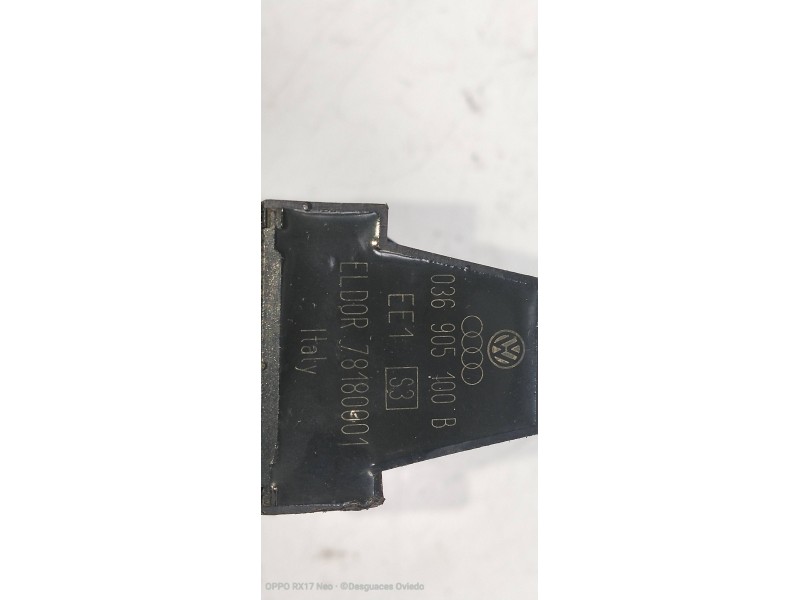 036 905 100 B
EE1 S3
ELDOR 78180001
Italy
OPPO RX17 Neo · ©Desguaces Oviedo